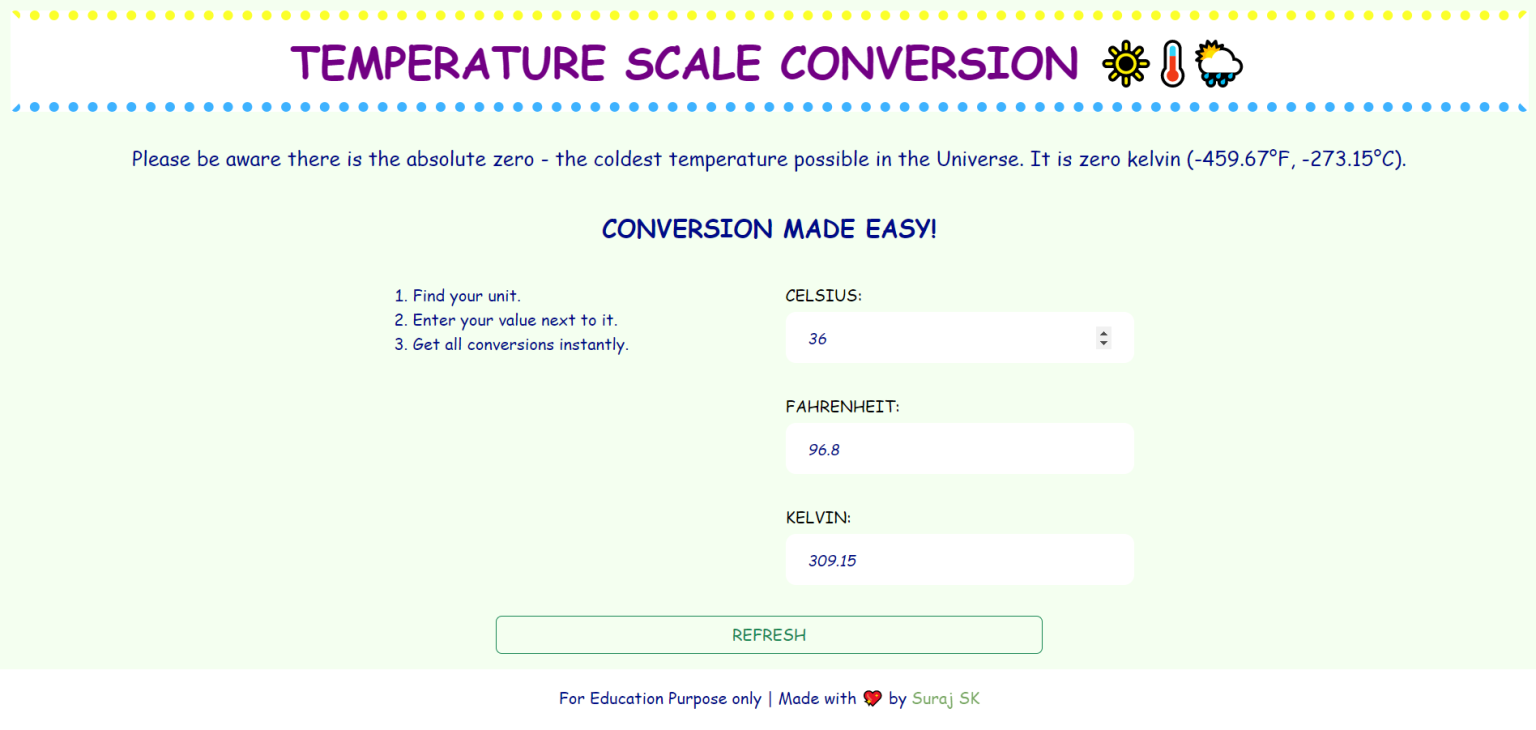 TEMPERATURE SCALE CONVERSION
Please be aware there is the absolute zero - the coldest temperature possible in the Universe. It is zero kelvin (-459.67°F, -273.15°C).
CONVERSION MADE EASY!
1. Find your unit.
2. Enter your value next to it.
3. Get all conversions instantly.
CELSIUS:
36
FAHRENHEIT:
96.8
KELVIN:
309.15
REFRESH
For Education Purpose only | Made with 💖 by Suraj SK